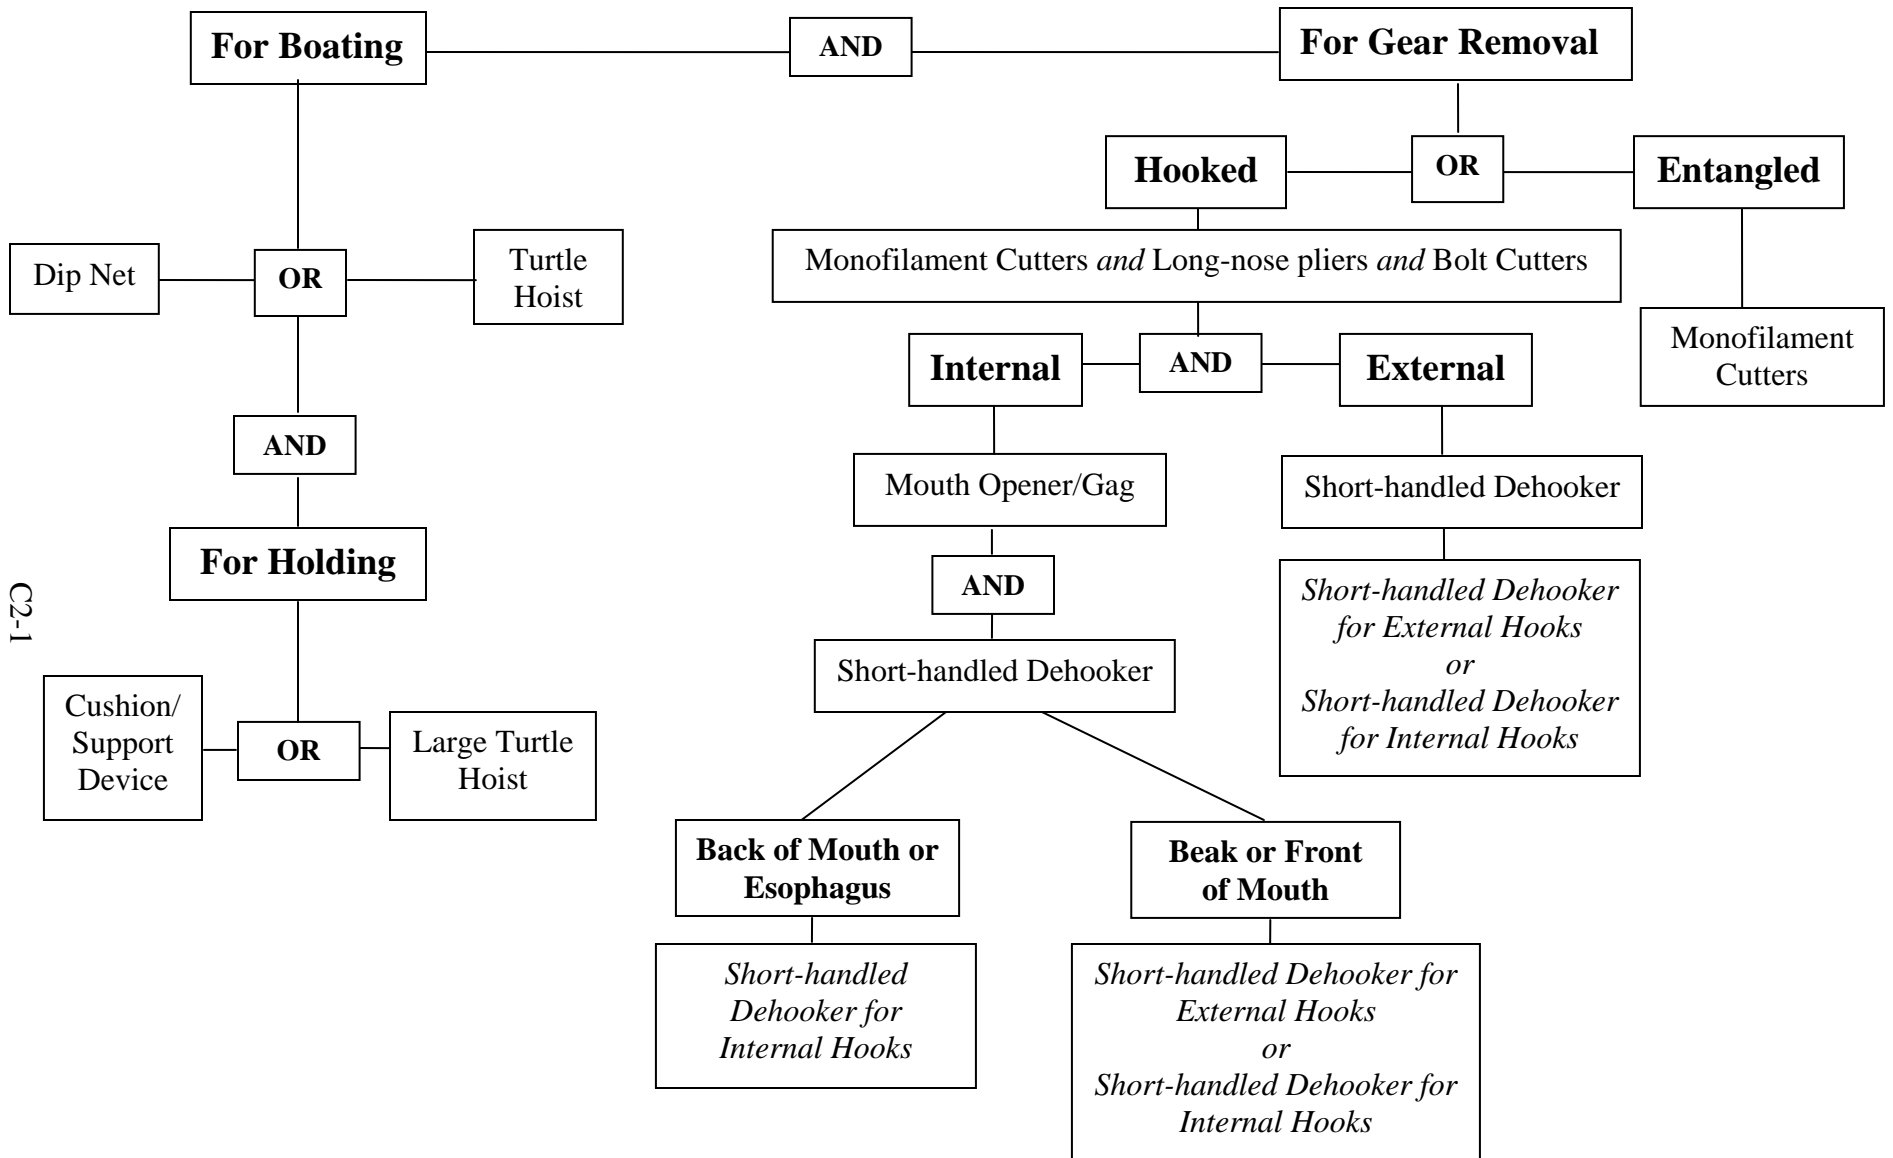 For Boating
AND
For Gear Removal
Hooked
OR
Entangled
Dip Net
OR
Turtle
Hoist
Monofilament Cutters and Long-nose pliers and Bolt Cutters
Monofilament
Cutters
Internal
AND
External
AND
Mouth Opener/Gag
Short-handled Dehooker
For Holding
AND
Short-handled Dehooker
for External Hooks
or
Short-handled Dehooker
for Internal Hooks
C2-1
Short-handled Dehooker
Cushion/
Support
Device
OR
Large Turtle
Hoist
Back of Mouth or
Esophagus
Beak or Front
of Mouth
Short-handled
Dehooker for
Internal Hooks
Short-handled Dehooker for
External Hooks
or
Short-handled Dehooker for
Internal Hooks